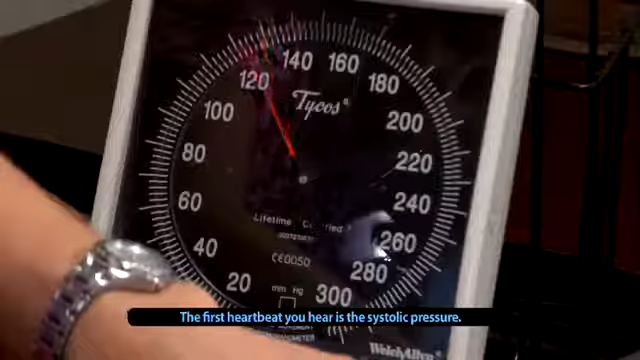 140 160
120 180
Tycos®
100 200
80 220
60 240
Lifetime
40 260
CE0050
20 280
mm Hg
300
The first heartbeat you hear is the systolic pressure.
WelchAllyn